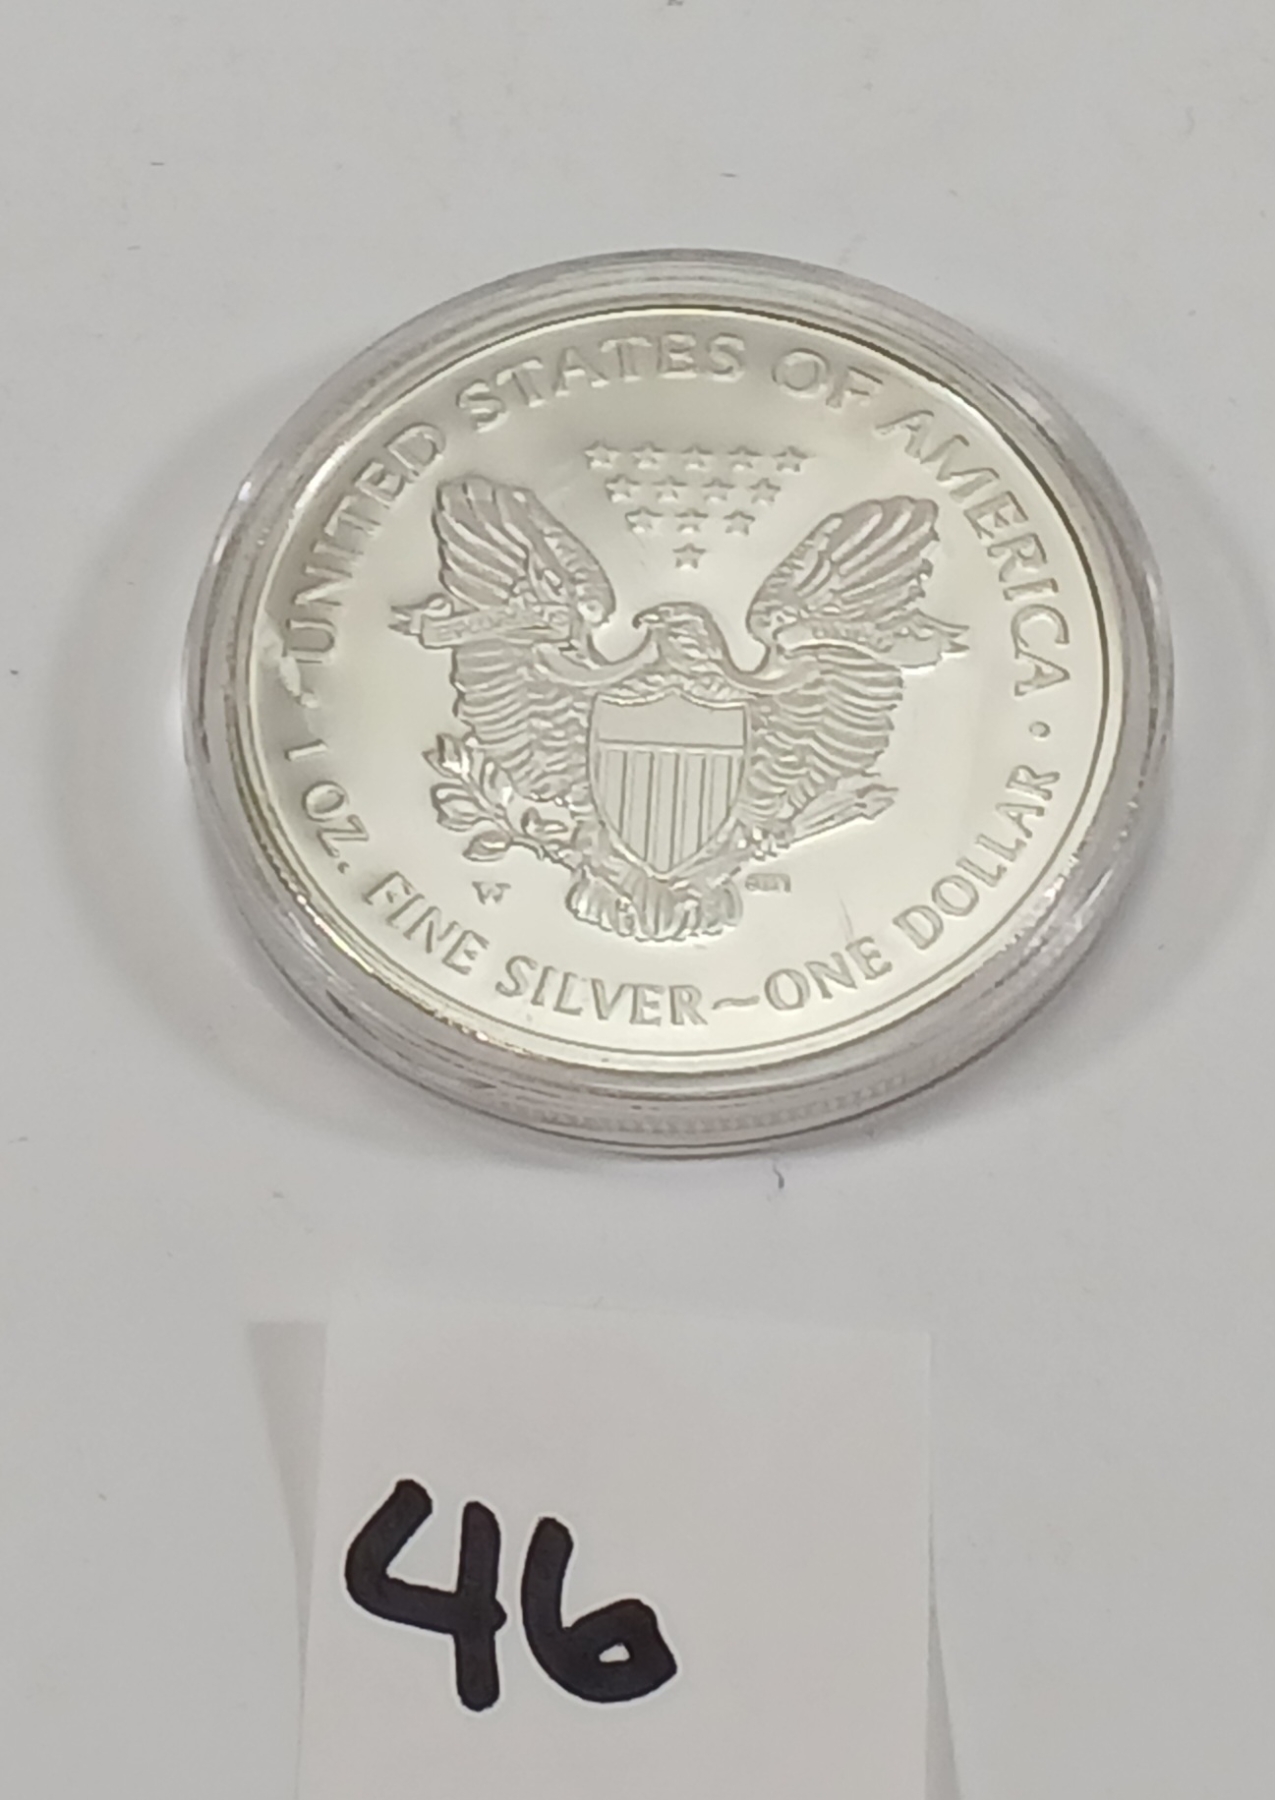 UNITED STATES OF AMERICA
1 OZ. FINE SILVER~ONE DOLLAR
W
46